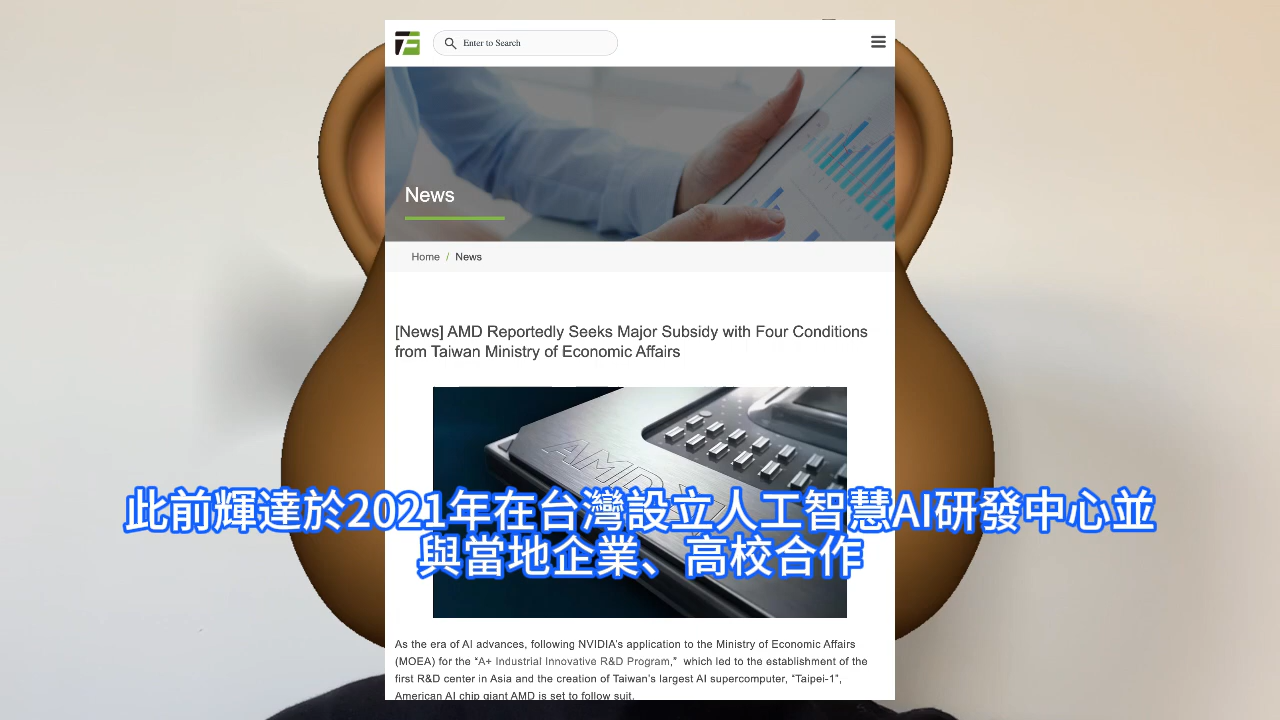 Enter to Search
News
Home / News
[News] AMD Reportedly Seeks Major Subsidy with Four Conditions
from Taiwan Ministry of Economic Affairs
AMD
此前輝達於2021年在台灣設立人工智慧AI研發中心並
與當地企業、高校合作
As the era of AI advances, following NVIDIA's application to the Ministry of Economic Affairs
(MOEA) for the “A+ Industrial Innovative R&D Program,” which led to the establishment of the
first R&D center in Asia and the creation of Taiwan's largest AI supercomputer, “Taipei-1”,
American AI chip giant AMD is set to follow suit.